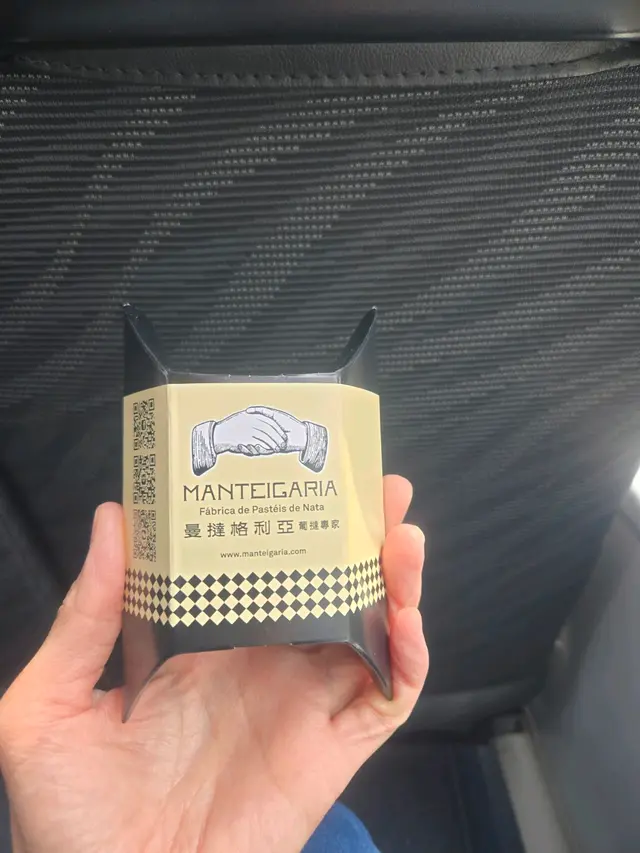 MANTEIGARIA
Fábrica de Pastéis de Nata
曼撻格利亞 葡撻專家
www.manteigaria.com